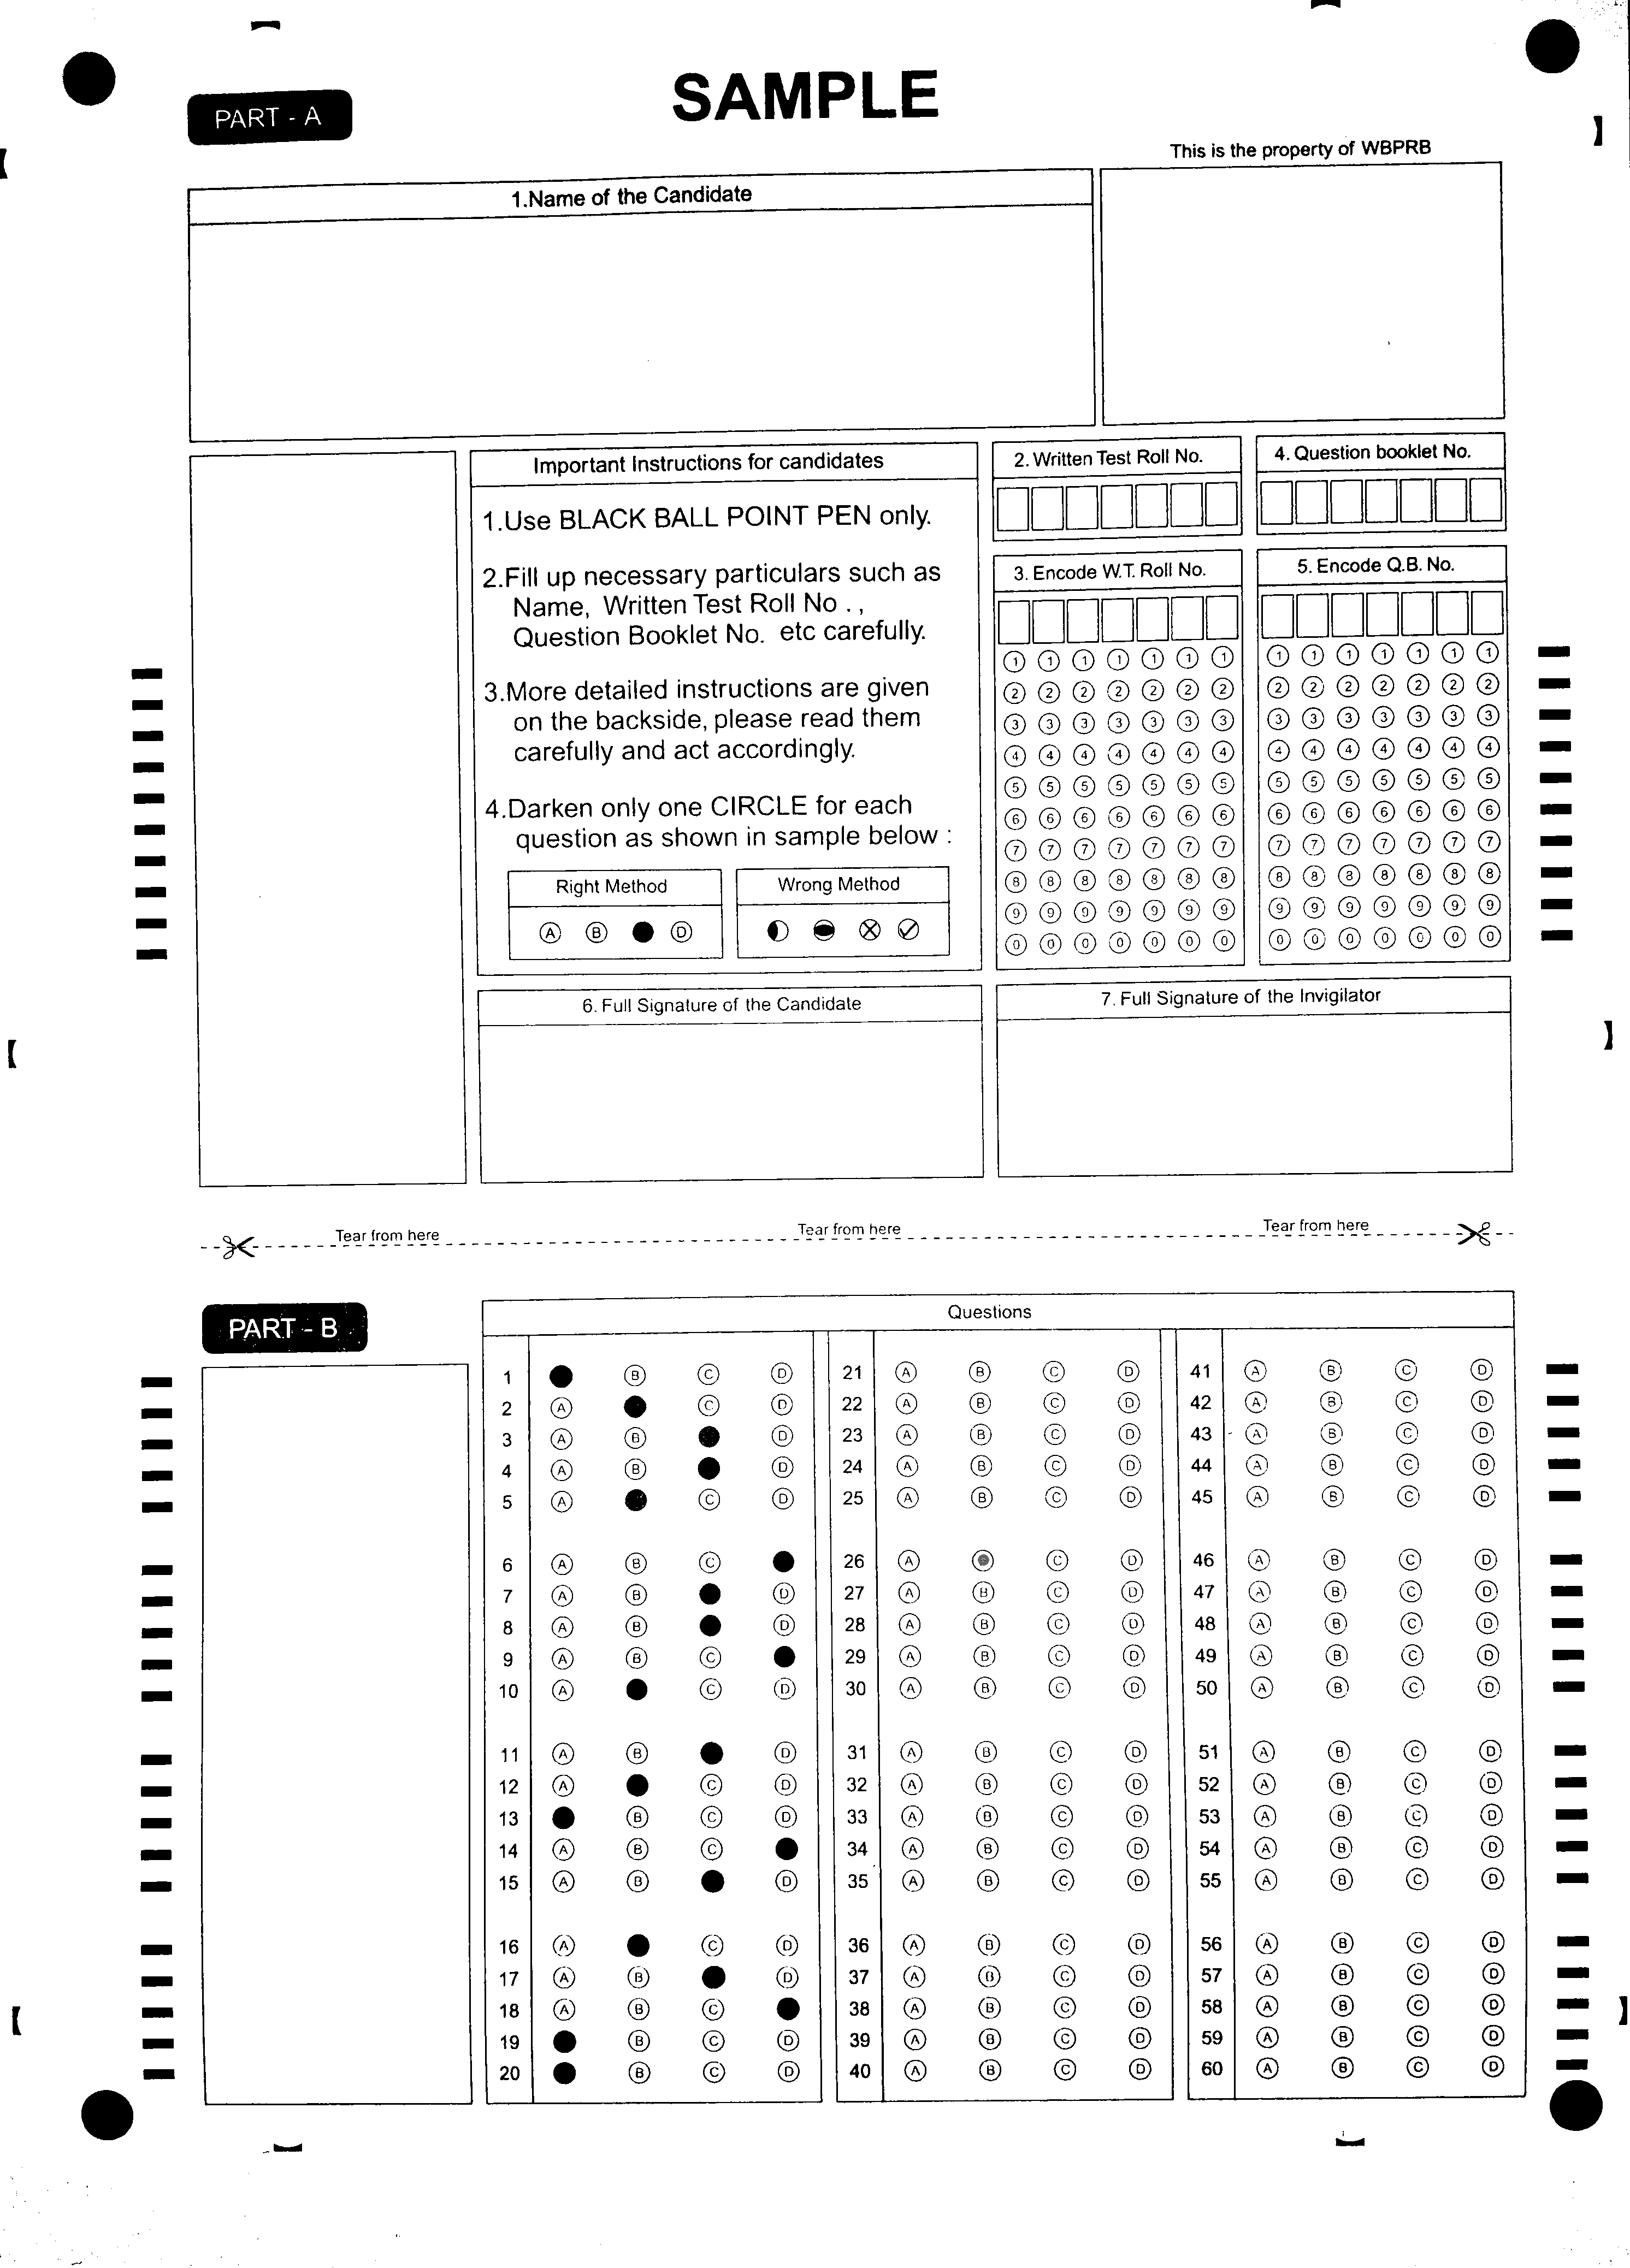 SAMPLE
PART - A
This is the property of WBPRB
1.Name of the Candidate
Important Instructions for candidates
1.Use BLACK BALL POINT PEN only.
2.Fill up necessary particulars such as
Name, Written Test Roll No . ,
Question Booklet No. etc carefully.
3.More detailed instructions are given
on the backside, please read them
carefully and act accordingly.
4.Darken only one CIRCLE for each
question as shown in sample below :
Right Method
A B D
Wrong Method
2. Written Test Roll No.
4. Question booklet No.
3. Encode W.T. Roll No.
1 1 1 1 1 1 1
2 2 2 2 2 2 2
3 3 3 3 3 3 3
4 4 4 4 4 4 4
5 5 5 5 5 5 5
6 6 6 6 6 6 6
7 7 7 7 7 7 7
8 8 8 8 8 8 8
9 9 9 9 9 9 9
0 0 0 0 0 0 0
5. Encode Q.B. No.
1 1 1 1 1 1 1
2 2 2 2 2 2 2
3 3 3 3 3 3 3
4 4 4 4 4 4 4
5 5 5 5 5 5 5
6 6 6 6 6 6 6
7 7 7 7 7 7 7
8 8 8 8 8 8 8
9 9 9 9 9 9 9
0 0 0 0 0 0 0
6. Full Signature of the Candidate
7. Full Signature of the Invigilator
Tear from here Tear from here Tear from here
PART - B
Questions
1 B C D
2 A C D
3 A B D
4 A B D
5 A C D
6 A B C
7 A B D
8 A B D
9 A B C
10 A C D
11 A B D
12 A C D
13 B C D
14 A B C
15 A B D
16 A C D
17 A B D
18 A B C
19 B C D
20 B C D
21 A B C D
22 A B C D
23 A B C D
24 A B C D
25 A B C D
26 A C D
27 A B C D
28 A B C D
29 A B C D
30 A B C D
31 A B C D
32 A B C D
33 A B C D
34 A B C D
35 A B C D
36 A B C D
37 A B C D
38 A B C D
39 A B C D
40 A B C D
41 A B C D
42 A B C D
43 A B C D
44 A B C D
45 A B C D
46 A B C D
47 A B C D
48 A B C D
49 A B C D
50 A B C D
51 A B C D
52 A B C D
53 A B C D
54 A B C D
55 A B C D
56 A B C D
57 A B C D
58 A B C D
59 A B C D
60 A B C D